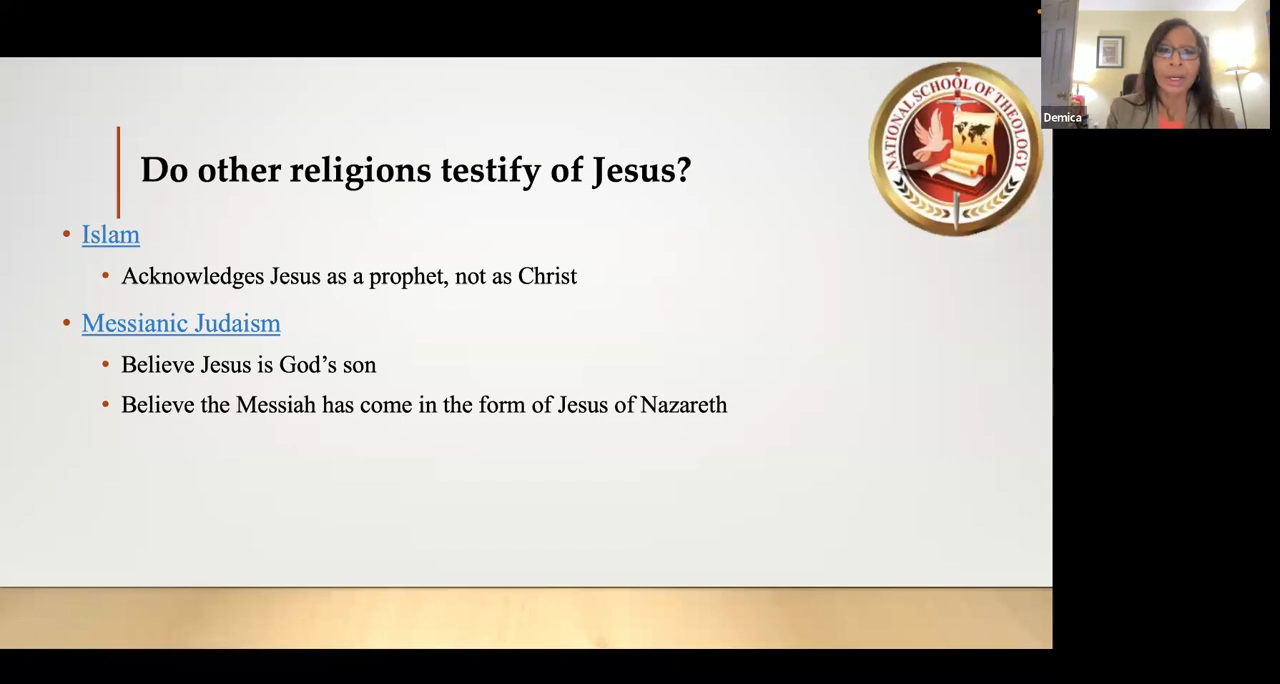 Do other religions testify of Jesus?
NATIONAL SCHOOL OF THEOLOGY
Demica
• Islam
• Acknowledges Jesus as a prophet, not as Christ
• Messianic Judaism
• Believe Jesus is God’s son
• Believe the Messiah has come in the form of Jesus of Nazareth